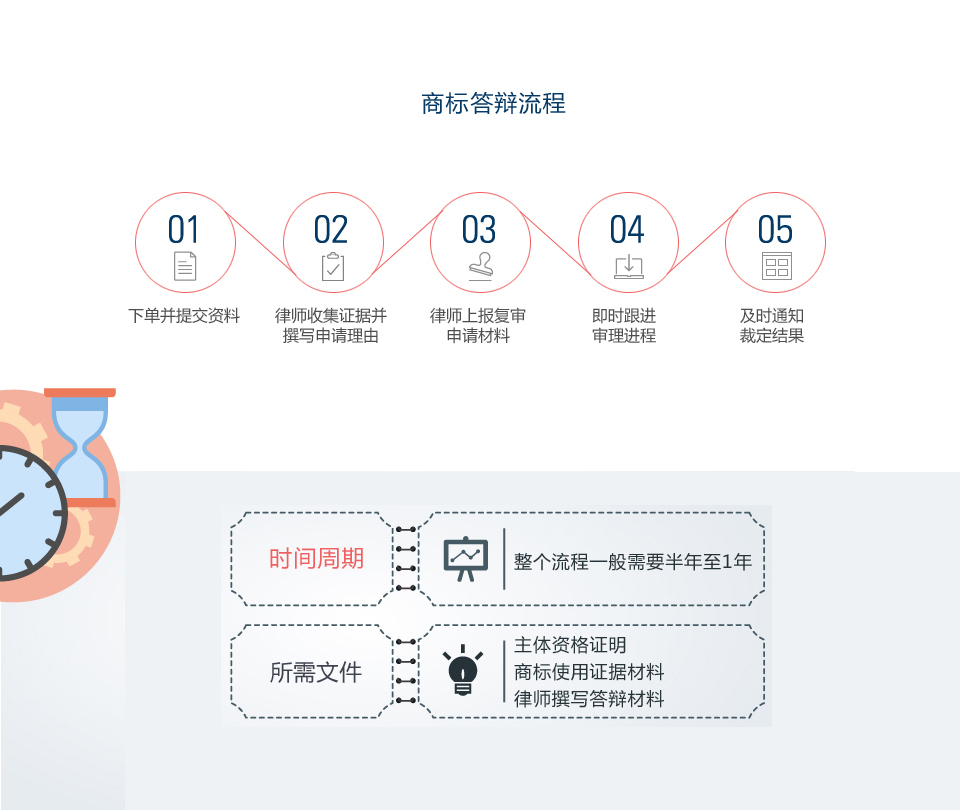 商标答辩流程
01
02
03
04
05
下单并提交资料
律师收集证据并
撰写申请理由
律师上报复审
申请材料
即时跟进
审理进程
及时通知
裁定结果
时间周期
整个流程一般需要半年至1年
所需文件
主体资格证明
商标使用证据材料
律师撰写答辩材料